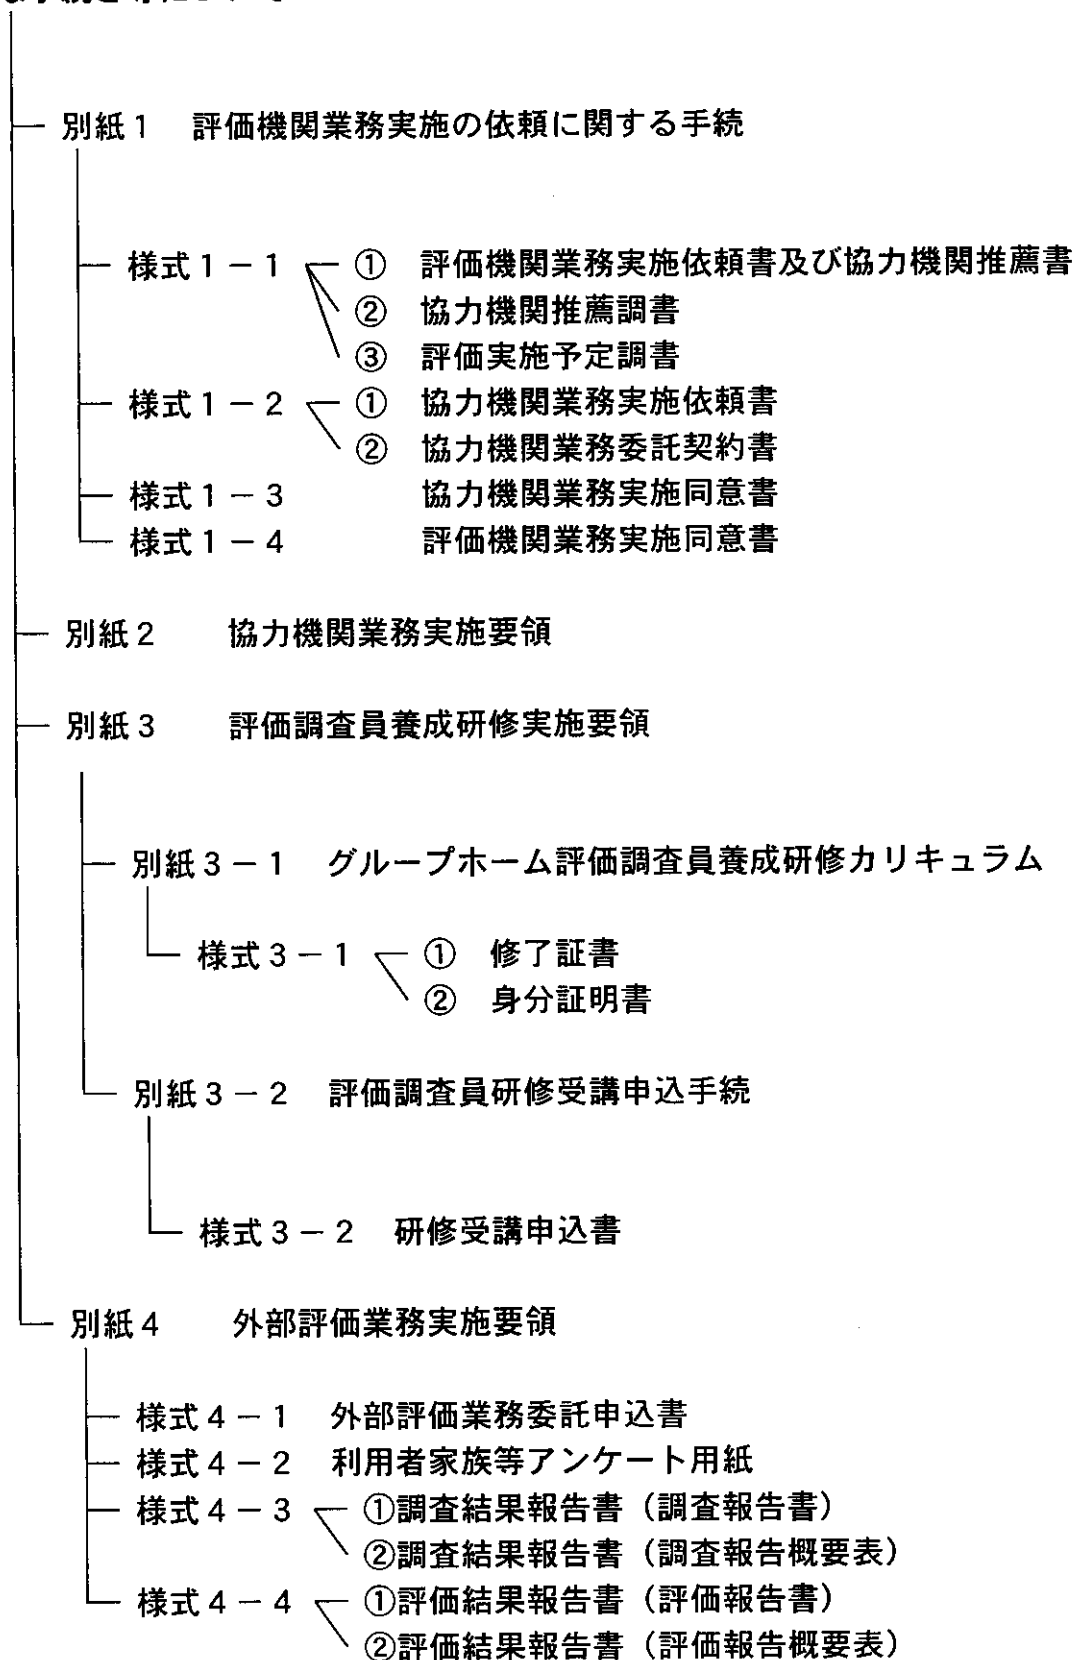 別紙1 評価機関業務実施の依頼に関する手続
様式1－1 ① 評価機関業務実施依頼書及び協力機関推薦書
② 協力機関推薦調書
③ 評価実施予定調書
様式1－2 ① 協力機関業務実施依頼書
② 協力機関業務委託契約書
様式1－3 協力機関業務実施同意書
様式1－4 評価機関業務実施同意書
別紙2 協力機関業務実施要領
別紙3 評価調査員養成研修実施要領
別紙3－1 グループホーム評価調査員養成研修カリキュラム
様式3－1 ① 修了証書
② 身分証明書
別紙3－2 評価調査員研修受講申込手続
様式3－2 研修受講申込書
別紙4 外部評価業務実施要領
様式4－1 外部評価業務委託申込書
様式4－2 利用者家族等アンケート用紙
様式4－3 ①調査結果報告書（調査報告書）
②調査結果報告書（調査報告概要表）
様式4－4 ①評価結果報告書（評価報告書）
②評価結果報告書（評価報告概要表）